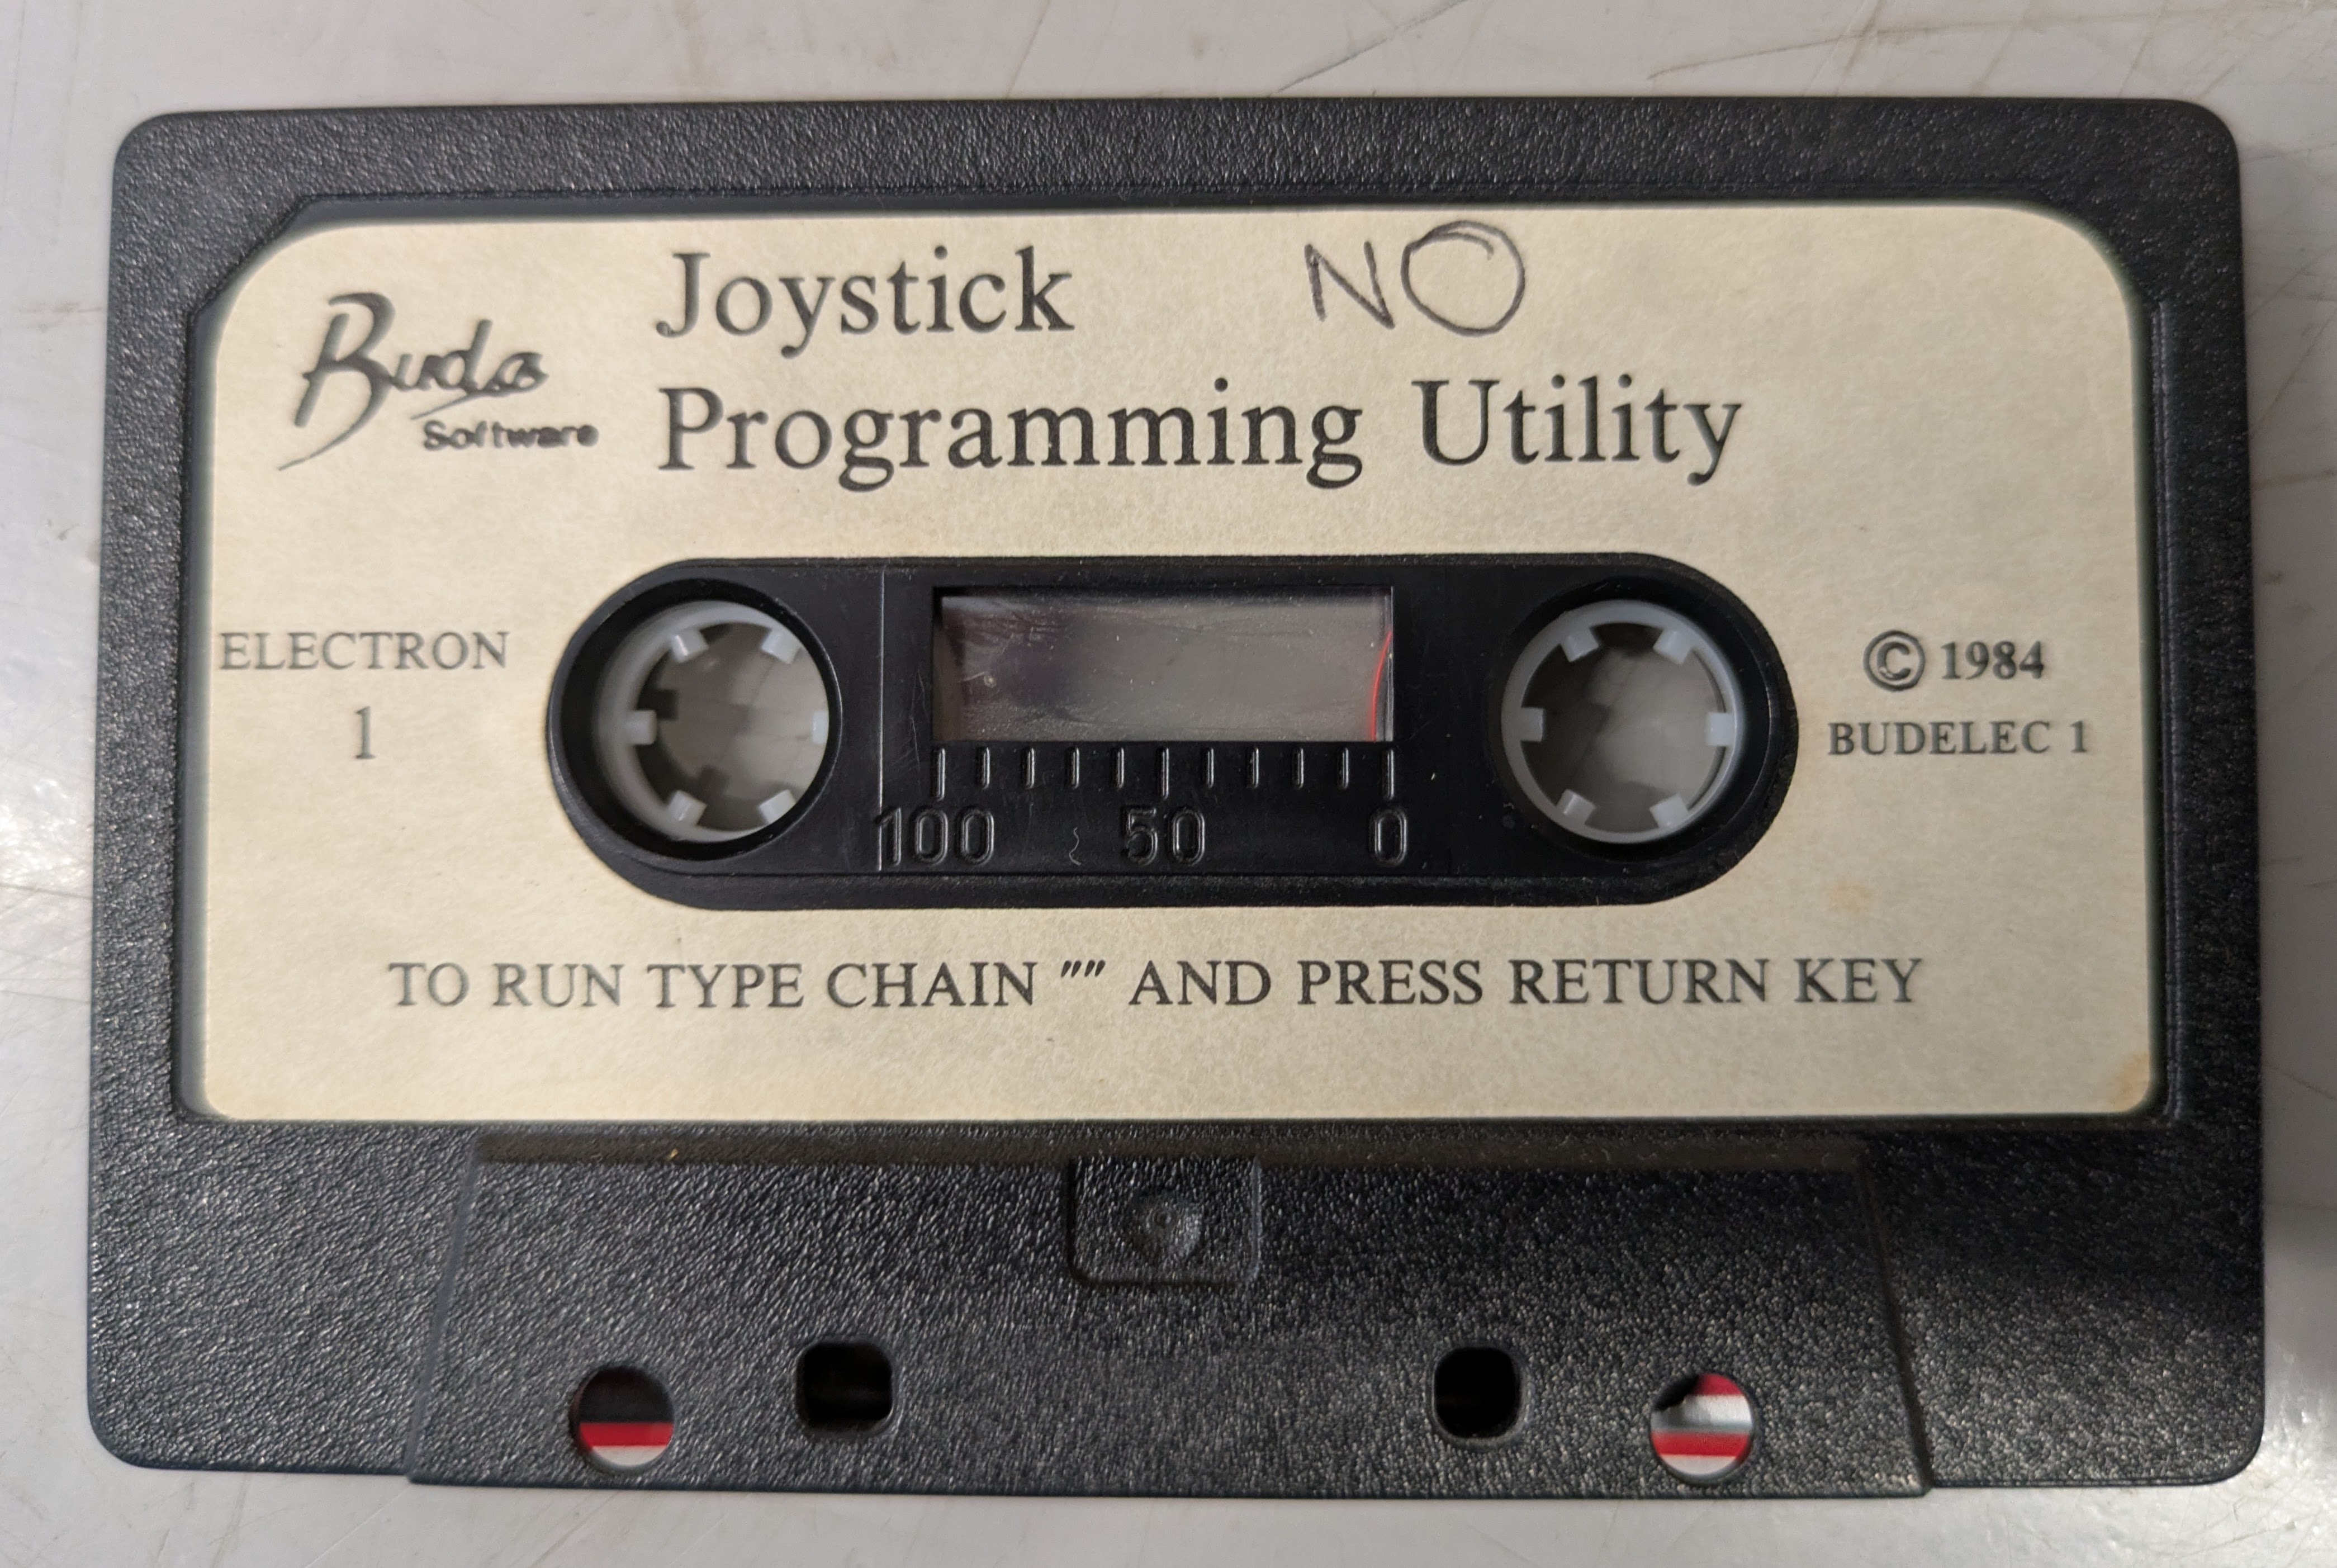 Joystick NO
Buda
Software
Programming Utility
ELECTRON
1
© 1984
BUDELEC 1
100 50 0
TO RUN TYPE CHAIN "" AND PRESS RETURN KEY